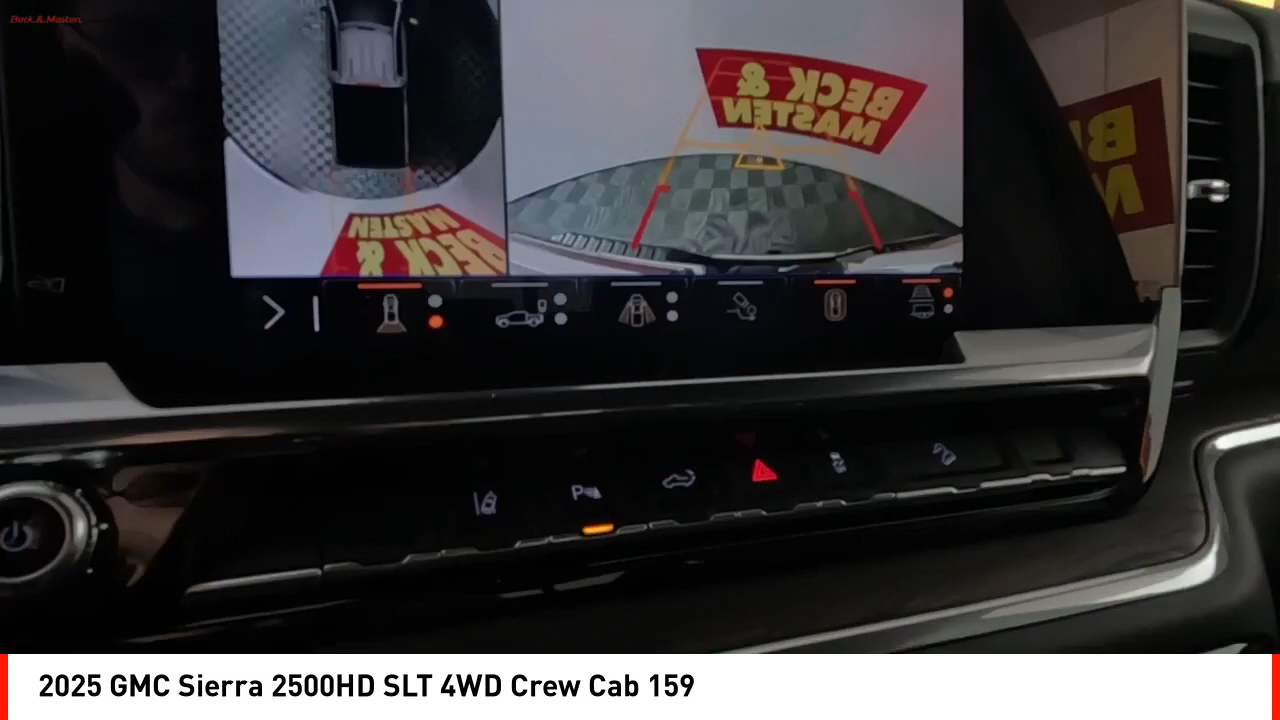 Beck & Masten
BECK &
MASTEN
B
M
MASTEN
BECK &
P
2025 GMC Sierra 2500HD SLT 4WD Crew Cab 159